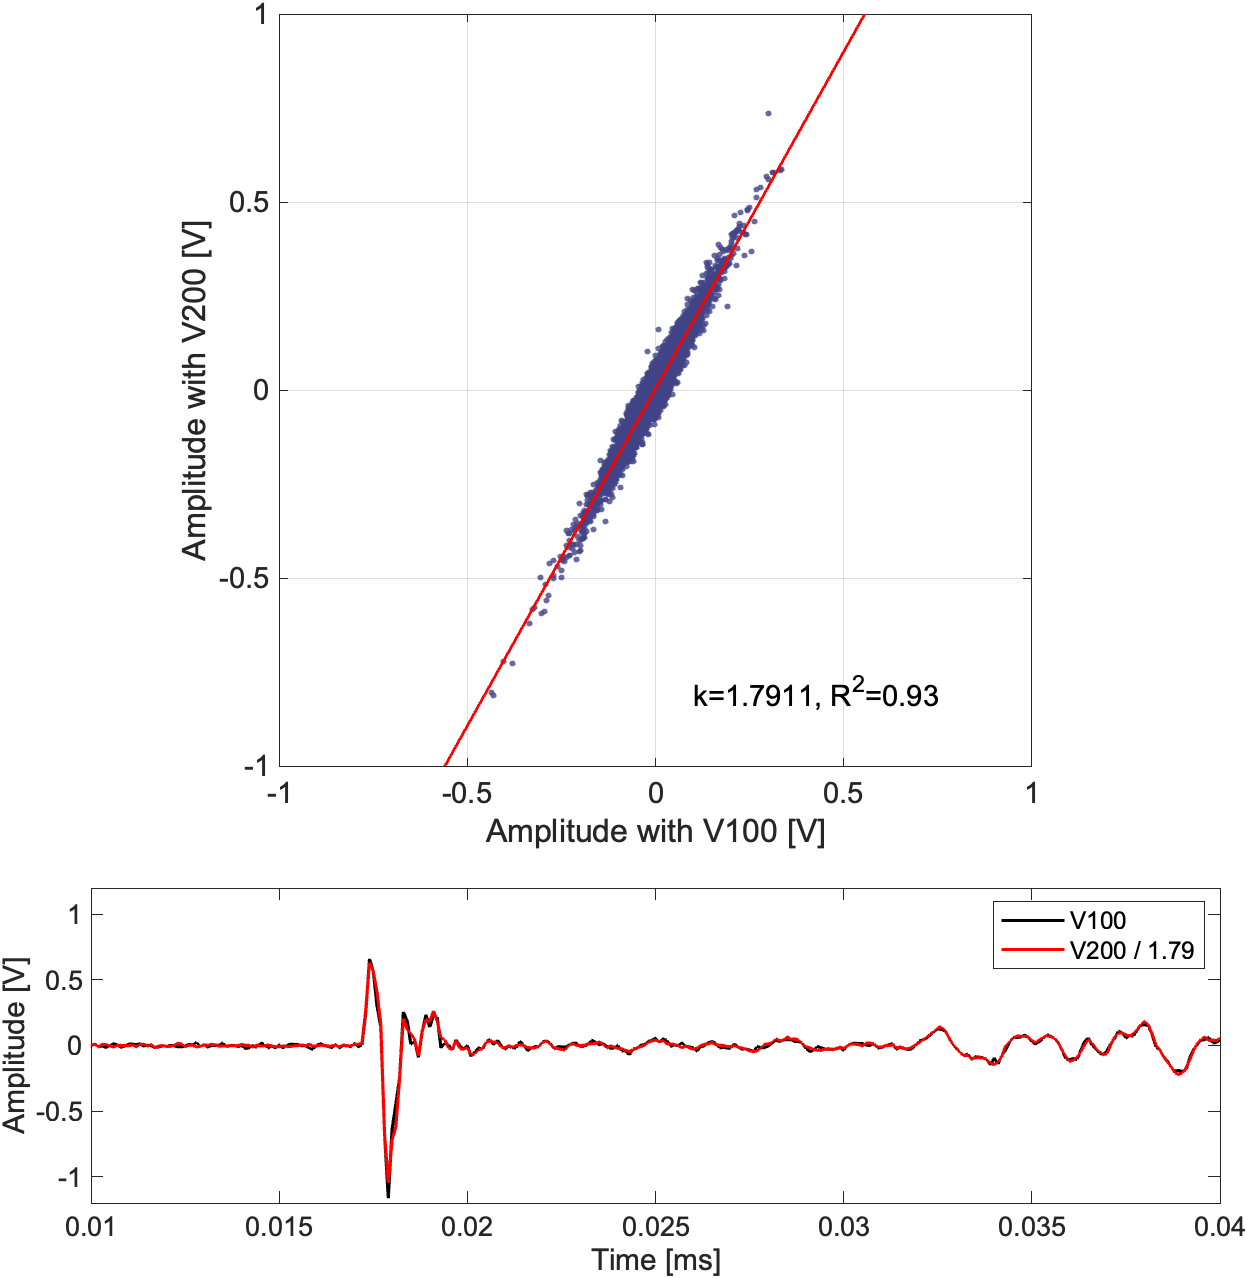 1
0.5
0
-0.5
-1
Amplitude with V200 [V]
k=1.7911, R²=0.93
-1 -0.5 0 0.5 1
Amplitude with V100 [V]
1
0.5
0
-0.5
-1
Amplitude [V]
V100
V200 / 1.79
0.01 0.015 0.02 0.025 0.03 0.035 0.04
Time [ms]